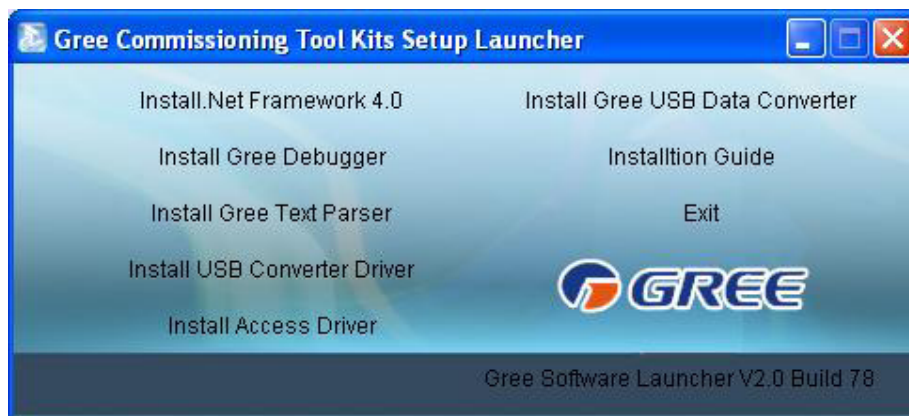 Gree Commissioning Tool Kits Setup Launcher
Install.Net Framework 4.0
Install Gree Debugger
Install Gree Text Parser
Install USB Converter Driver
Install Access Driver
Install Gree USB Data Converter
Installtion Guide
Exit
GREE
Gree Software Launcher V2.0 Build 78